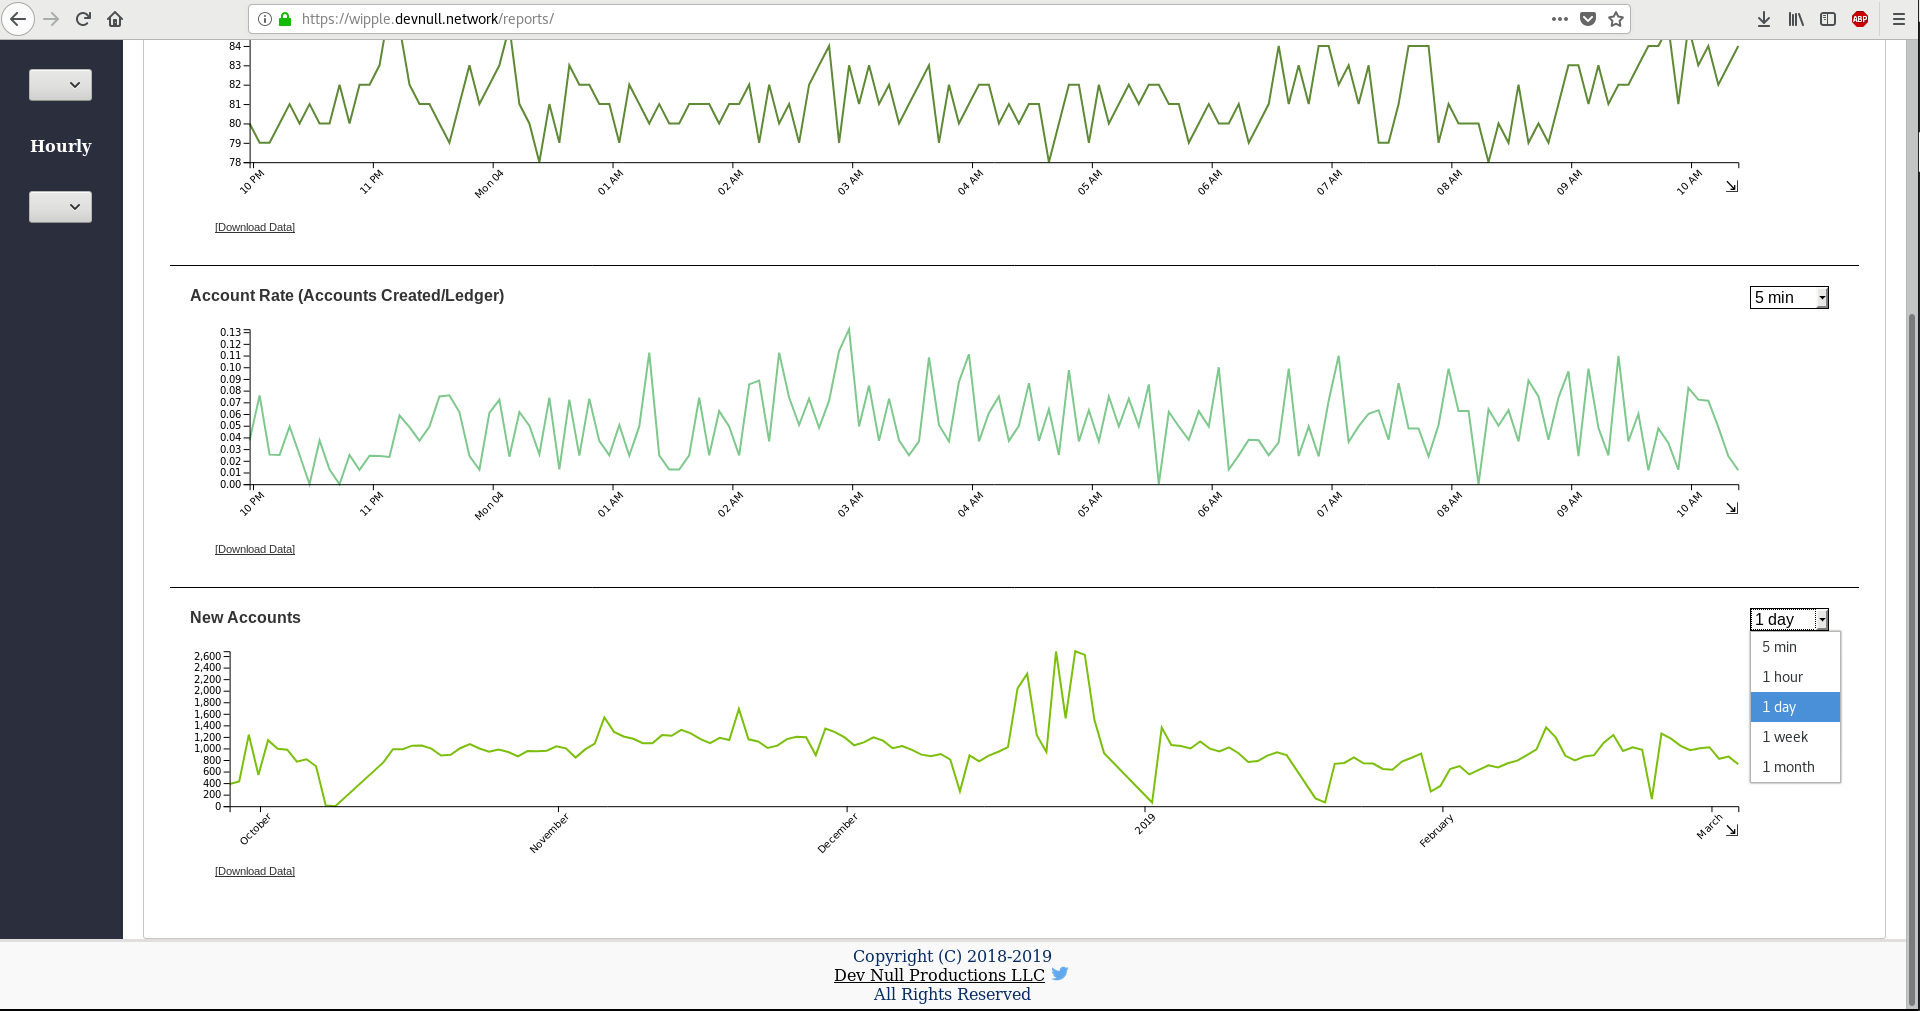 https://wipple.devnull.network/reports/
ABP
Hourly
84
83
82
81
80
79
78
10 PM
11 PM
Mon 04
01 AM
02 AM
03 AM
04 AM
05 AM
06 AM
07 AM
08 AM
09 AM
10 AM
[Download Data]
Account Rate (Accounts Created/Ledger)
5 min
0.13
0.12
0.11
0.10
0.09
0.08
0.07
0.06
0.05
0.04
0.03
0.02
0.01
0.00
10 PM
11 PM
Mon 04
01 AM
02 AM
03 AM
04 AM
05 AM
06 AM
07 AM
08 AM
09 AM
10 AM
[Download Data]
New Accounts
1 day
5 min
1 hour
1 day
1 week
1 month
2,600
2,400
2,200
2,000
1,800
1,600
1,400
1,200
1,000
800
600
400
200
0
October
November
December
2019
February
March
[Download Data]
Copyright (C) 2018-2019
Dev Null Productions LLC
All Rights Reserved